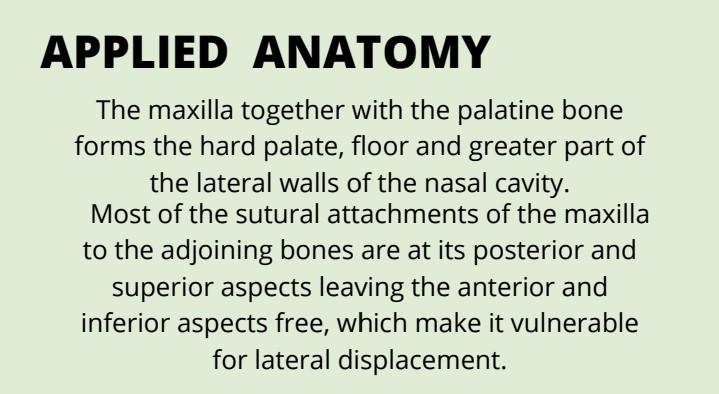 APPLIED ANATOMY
The maxilla together with the palatine bone
forms the hard palate, floor and greater part of
the lateral walls of the nasal cavity.
Most of the sutural attachments of the maxilla
to the adjoining bones are at its posterior and
superior aspects leaving the anterior and
inferior aspects free, which make it vulnerable
for lateral displacement.